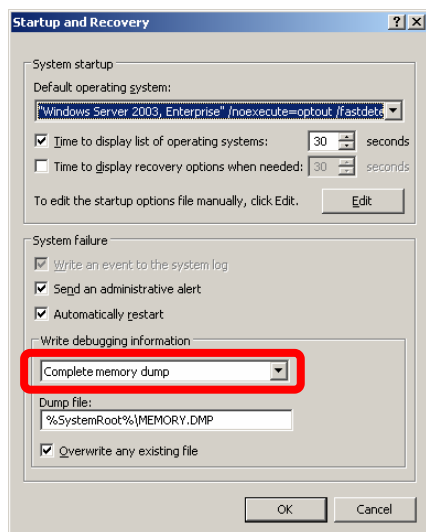 Startup and Recovery
System startup
Default operating system:
"Windows Server 2003, Enterprise" /noexecute=optout /fastdete
Time to display list of operating systems: 30 seconds
Time to display recovery options when needed: 30 seconds
To edit the startup options file manually, click Edit. Edit
System failure
Write an event to the system log
Send an administrative alert
Automatically restart
Write debugging information
Complete memory dump
Dump file:
%SystemRoot%\MEMORY.DMP
Overwrite any existing file
OK Cancel